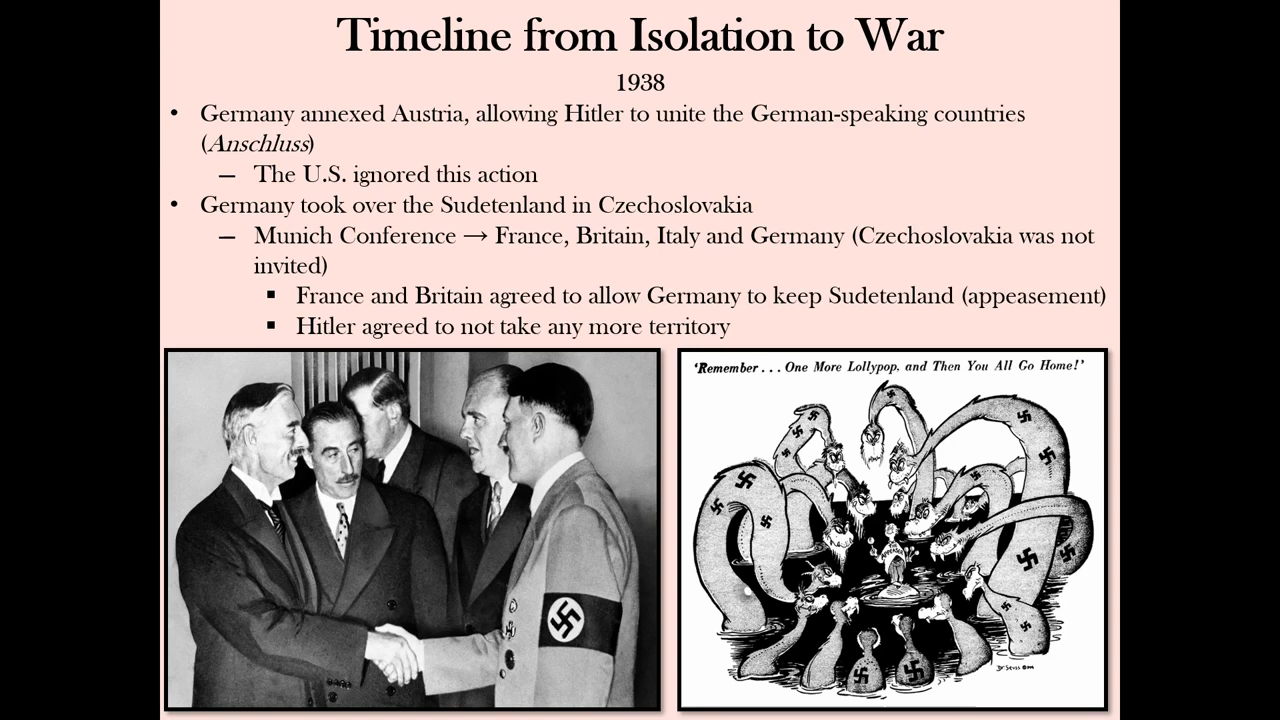 Timeline from Isolation to War
1938
• Germany annexed Austria, allowing Hitler to unite the German-speaking countries
(Anschluss)
– The U.S. ignored this action
• Germany took over the Sudetenland in Czechoslovakia
– Munich Conference → France, Britain, Italy and Germany (Czechoslovakia was not
invited)
▪ France and Britain agreed to allow Germany to keep Sudetenland (appeasement)
▪ Hitler agreed to not take any more territory
‘Remember . . . One More Lollypop, and Then You All Go Home!’
Dr. Seuss